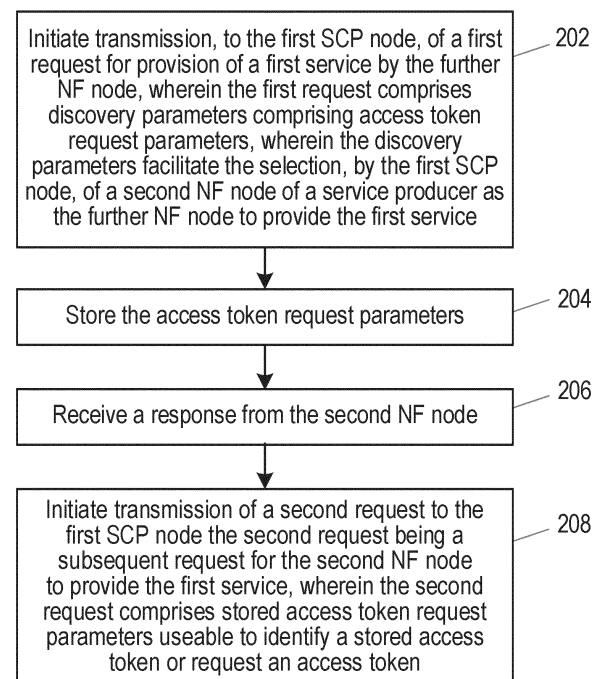 Initiate transmission, to the first SCP node, of a first
request for provision of a first service by the further
NF node, wherein the first request comprises
discovery parameters comprising access token
request parameters, wherein the discovery
parameters facilitate the selection, by the first SCP
node, of a second NF node of a service producer as
the further NF node to provide the first service
202
Store the access token request parameters
204
Receive a response from the second NF node
206
Initiate transmission of a second request to the
first SCP node the second request being a
subsequent request for the second NF node
to provide the first service, wherein the second
request comprises stored access token request
parameters useable to identify a stored access
token or request an access token
208